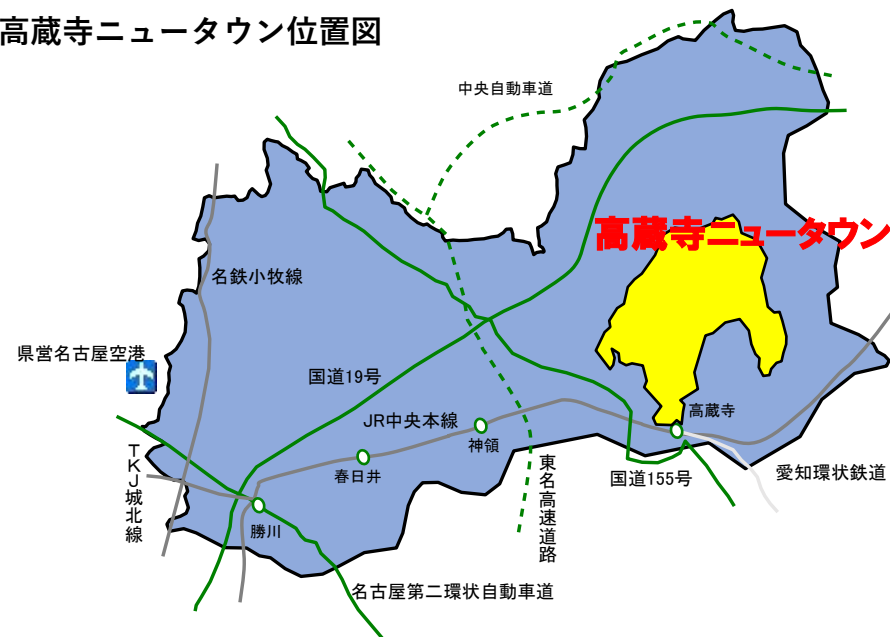 高蔵寺ニュータウン位置図
中央自動車道
高蔵寺ニュータウン
名鉄小牧線
県営名古屋空港
国道19号
JR中央本線
高蔵寺
神領
春日井
TKJ城北線
東名高速道路
国道155号
愛知環状鉄道
勝川
名古屋第二環状自動車道